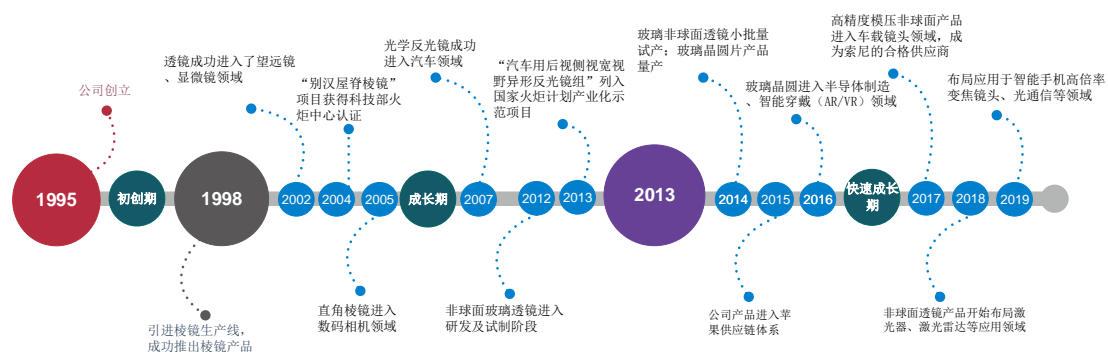 公司创立
透镜成功进入了望远镜
、显微镜领域
“别汉屋脊棱镜”
项目获得科技部火
炬中心认证
光学反光镜成功
进入汽车领域
“汽车用后视侧视宽视
野异形反光镜组”列入
国家火炬计划产业化示
范项目
玻璃非球面透镜小批量
试产；玻璃晶圆片产品
量产
玻璃晶圆进入半导体制造
、智能穿戴（AR/VR）领域
高精度模压非球面产品
进入车载镜头领域，成
为索尼的合格供应商
布局应用于智能手机高倍率
变焦镜头、光通信等领域
1995
初创期
1998
2002
2004
2005
成长期
2007
2012
2013
2013
2014
2015
2016
快速成长
期
2017
2018
2019
引进棱镜生产线，
成功推出棱镜产品
直角棱镜进入
数码相机领域
非球面玻璃透镜进入
研发及试制阶段
公司产品进入苹
果供应链体系
非球面透镜产品开始布局激
光器、激光雷达等应用领域